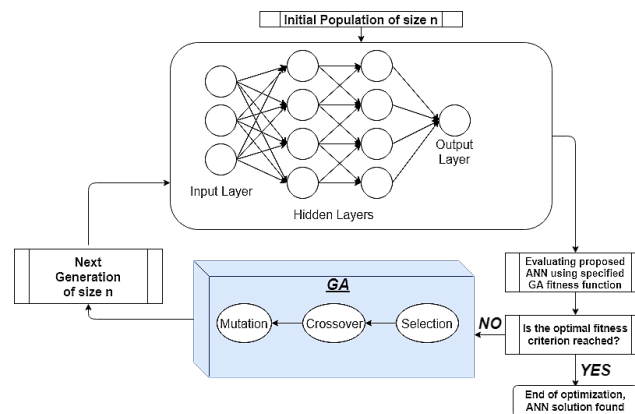 Initial Population of size n
Input Layer
Hidden Layers
Output
Layer
Evaluating proposed
ANN using specified
GA fitness function
Is the optimal fitness
criterion reached?
NO
YES
End of optimization,
ANN solution found
GA
Mutation
Crossover
Selection
Next
Generation
of size n